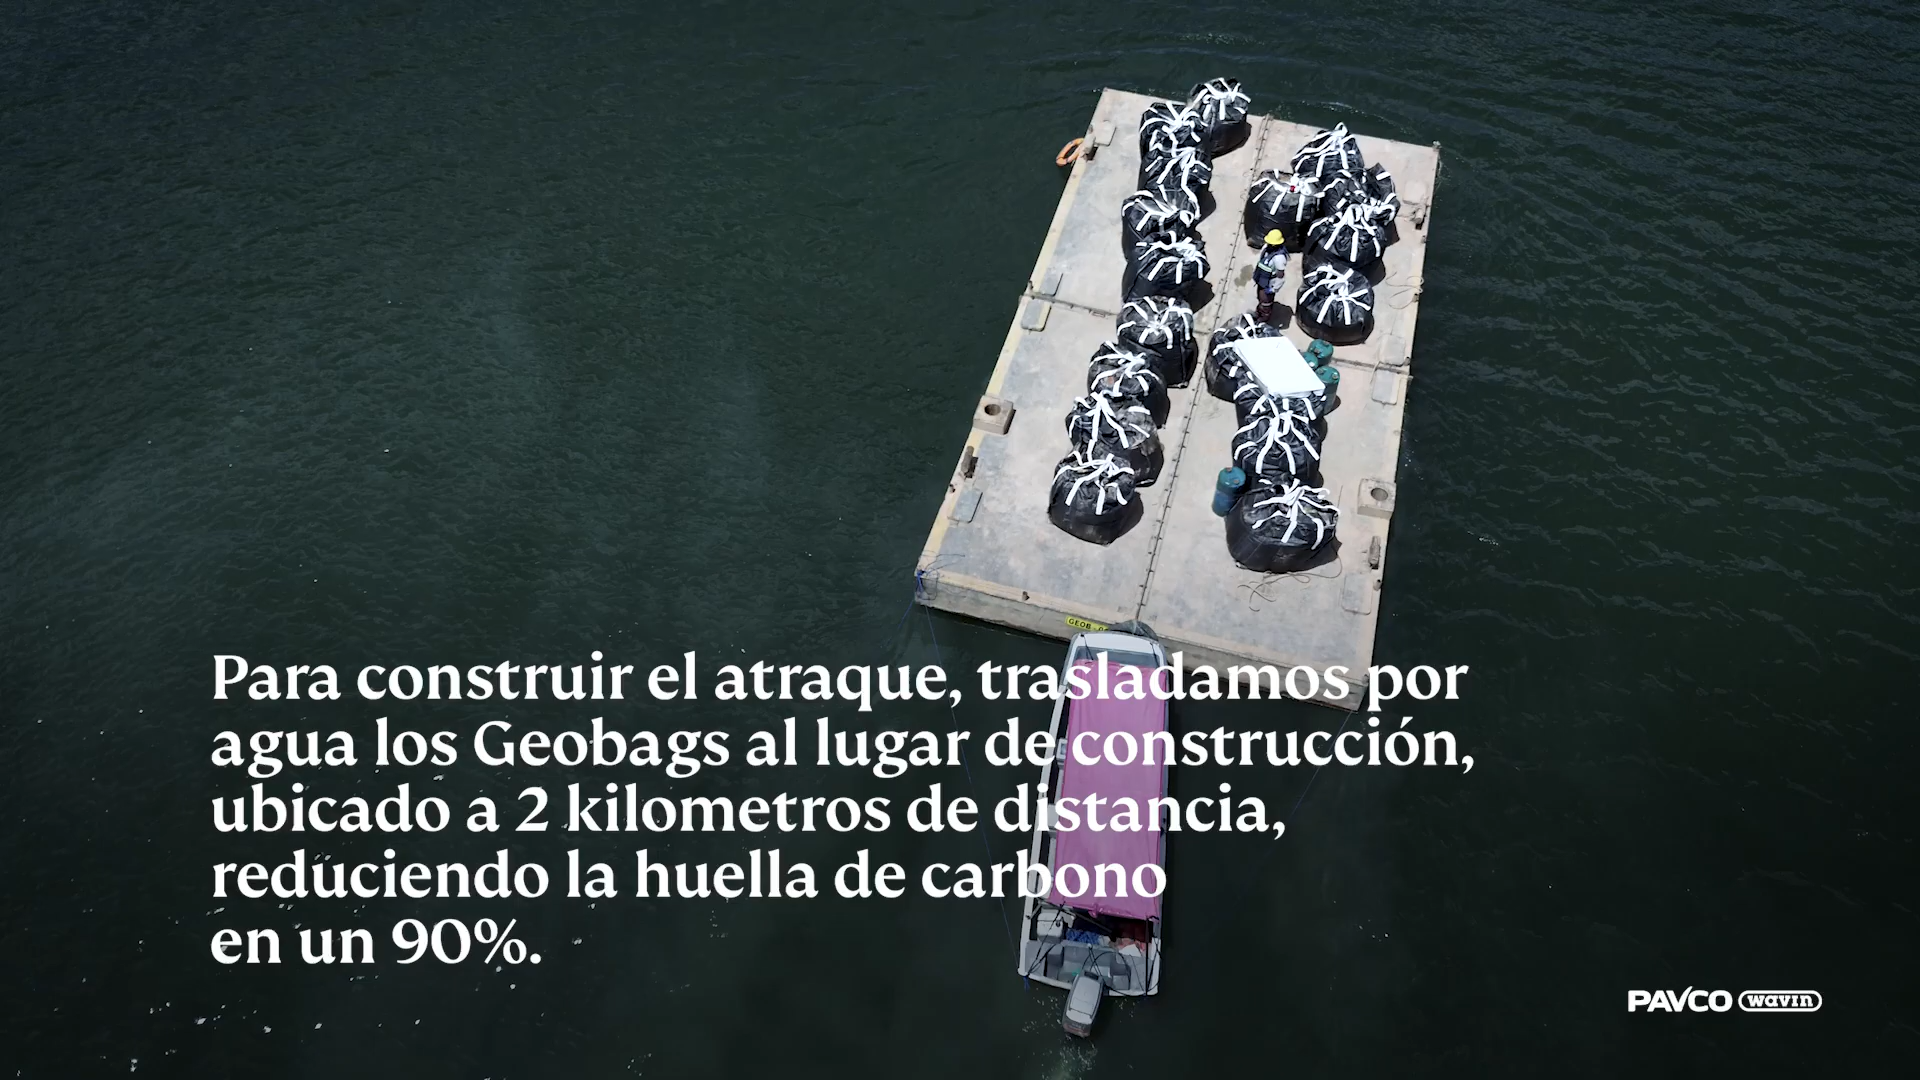 GEOB
Para construir el atraque, trasladamos por
agua los Geobags al lugar de construcción,
ubicado a 2 kilometros de distancia,
reduciendo la huella de carbono
en un 90%.
PAVCO wavin